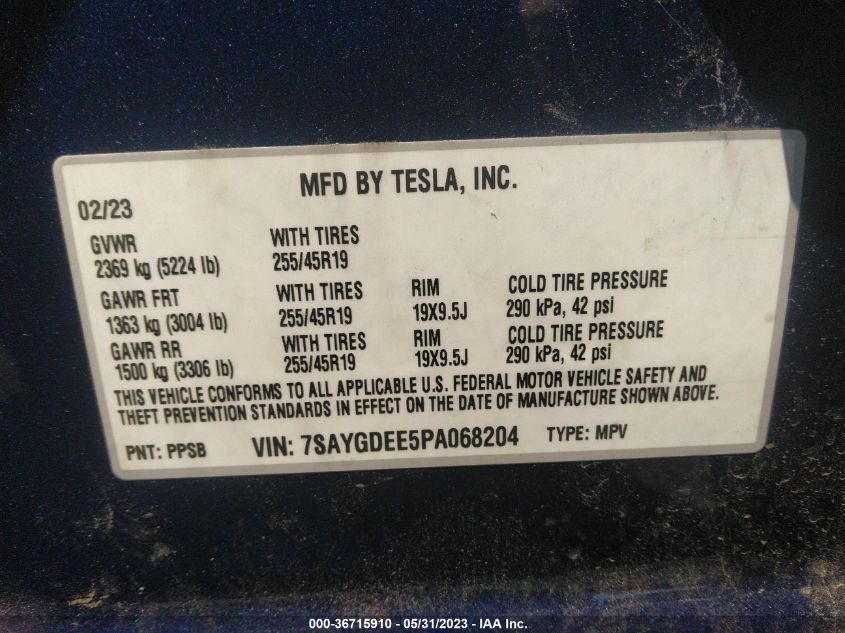 MFD BY TESLA, INC.
02/23
GVWR WITH TIRES
2369 kg (5224 lb) 255/45R19
GAWR FRT WITH TIRES RIM COLD TIRE PRESSURE
1363 kg (3004 lb) 255/45R19 19X9.5J 290 kPa, 42 psi
GAWR RR WITH TIRES RIM COLD TIRE PRESSURE
1500 kg (3306 lb) 255/45R19 19X9.5J 290 kPa, 42 psi
THIS VEHICLE CONFORMS TO ALL APPLICABLE U.S. FEDERAL MOTOR VEHICLE SAFETY AND
THEFT PREVENTION STANDARDS IN EFFECT ON THE DATE OF MANUFACTURE SHOWN ABOVE.
PNT: PPSB VIN: 7SAYGDEE5PA068204 TYPE: MPV
000-36715910 - 05/31/2023 - IAA Inc.